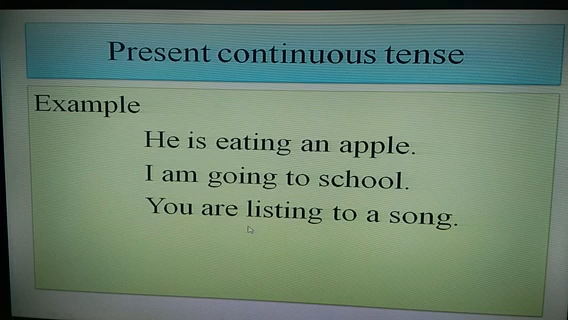 Present continuous tense
Example
He is eating an apple.
I am going to school.
You are listing to a song.